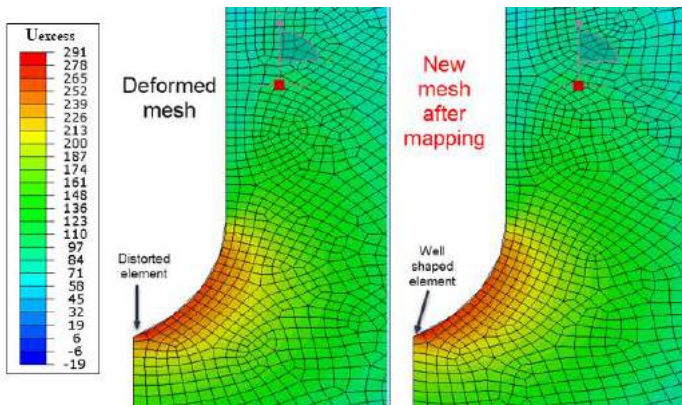 Uexcess
291
278
265
252
239
226
213
200
187
174
161
148
136
123
110
97
84
71
58
45
32
19
6
-6
-19
Deformed
mesh
Distorted
element
New
mesh
after
mapping
Well
shaped
element